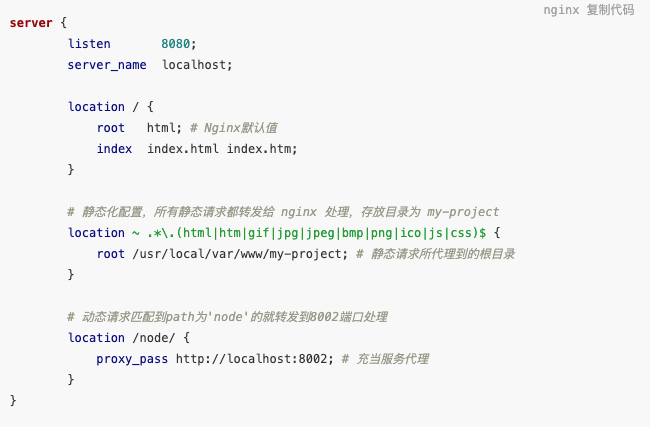 nginx 复制代码
server {
        listen       8080;
        server_name  localhost;

        location / {
            root   html; # Nginx默认值
            index  index.html index.htm;
        }

        # 静态化配置，所有静态请求都转发给 nginx 处理，存放目录为 my-project
        location ~ .*\.(html|htm|gif|jpg|jpeg|bmp|png|ico|js|css)$ {
            root /usr/local/var/www/my-project; # 静态请求所代理到的根目录
        }

        # 动态请求匹配到path为'node'的就转发到8002端口处理
        location /node/ {
            proxy_pass http://localhost:8002; # 充当服务代理
        }
}